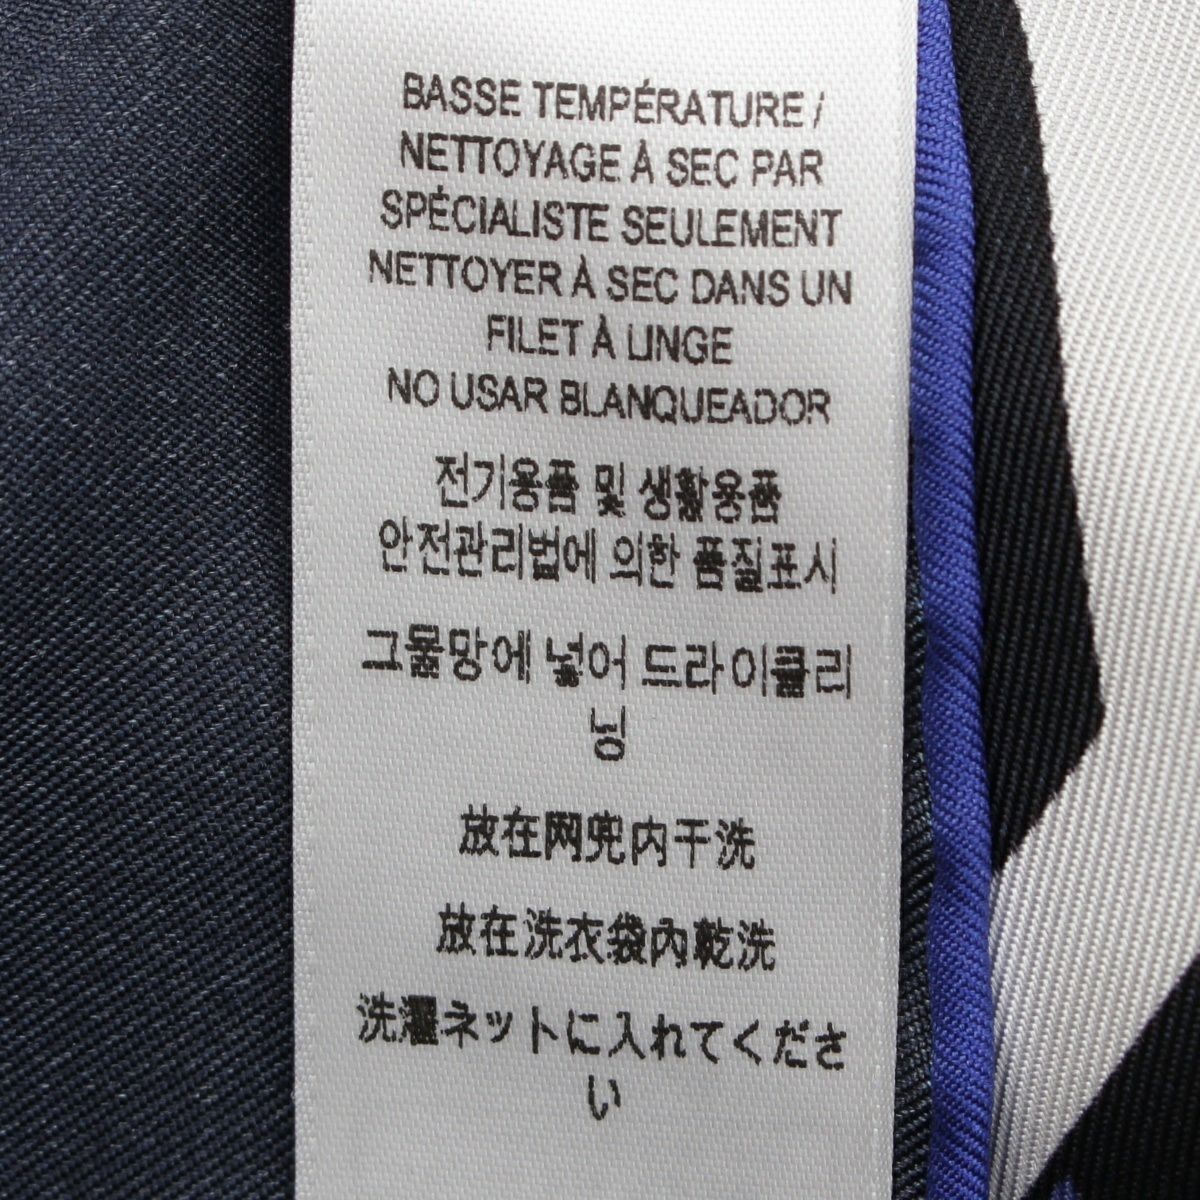 BASSE TEMPÉRATURE /
NETTOYAGE À SEC PAR
SPÉCIALISTE SEULEMENT
NETTOYER À SEC DANS UN
FILET À LINGE
NO USAR BLANQUEADOR
전기용품 및 생활용품
안전관리법에 의한 품질표시
그물망에 넣어 드라이클리
닝
放在网兜内干洗
放在洗衣袋內乾洗
洗濯ネットに入れてくださ
い